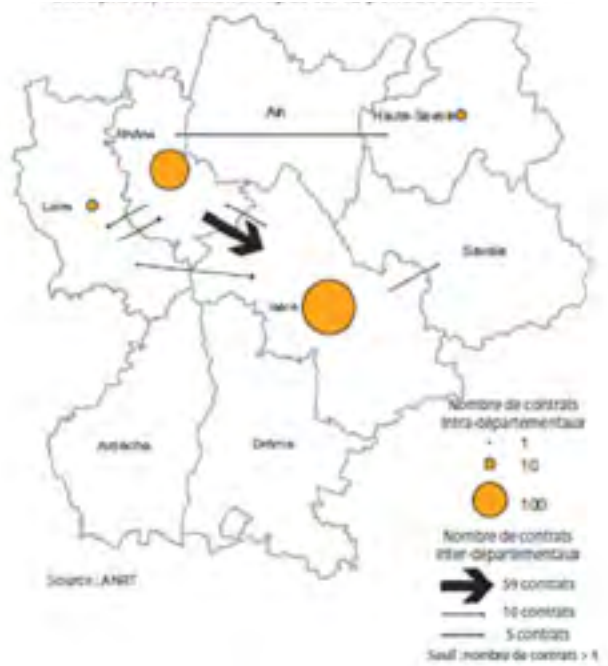 Ain
Haute-Savoie
Rhône
Loire
Savoie
Isère
Ardèche
Drôme
Nombre de contrats
intra-départementaux
1
10
100
Nombre de contrats
inter-départementaux
59 contrats
10 contrats
5 contrats
Seuil : nombre de contrats > 4
Source : ANRT